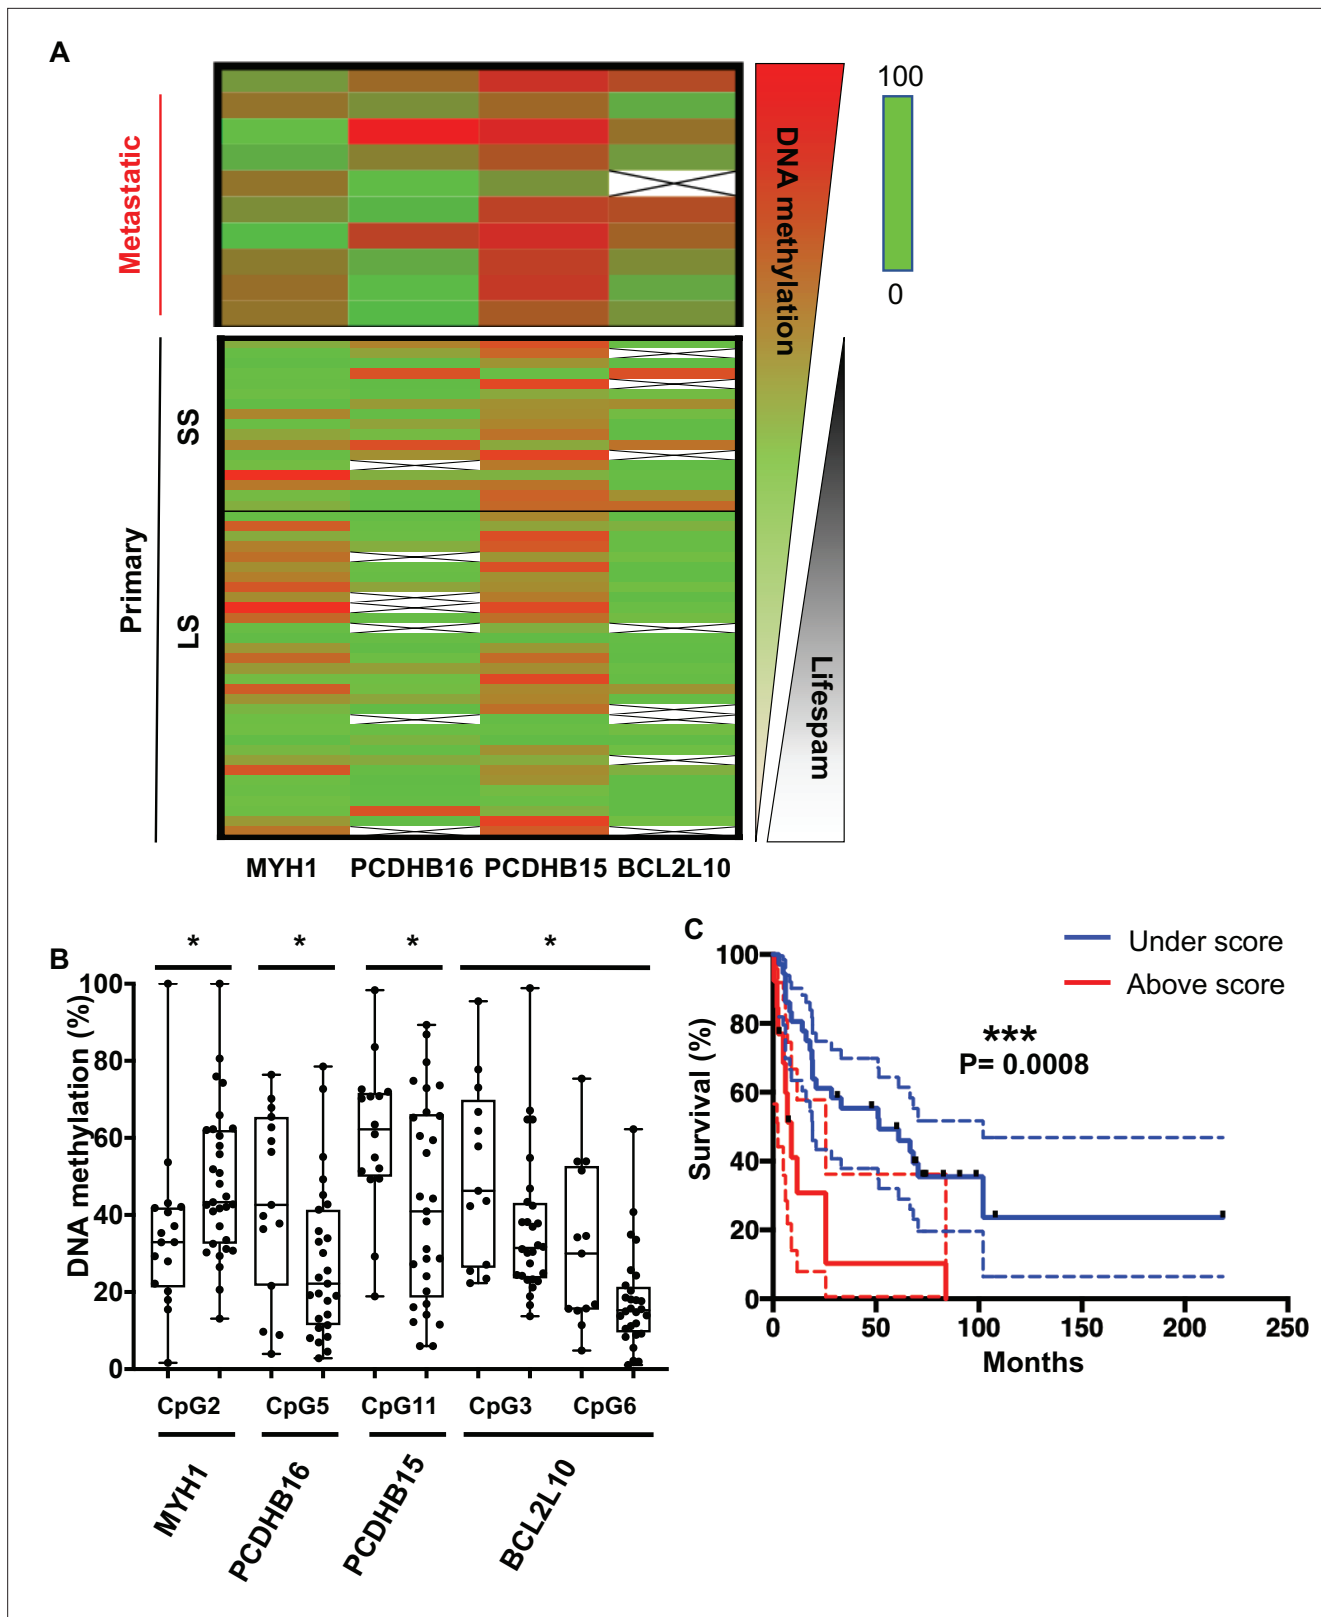 A
Metastatic
Primary
SS
LS
DNA methylation
Lifespam
100
0
MYH1 PCDHB16 PCDHB15 BCL2L10
B
* * * *
DNA methylation (%)
100
80
60
40
20
0
CpG2 CpG5 CpG11 CpG3 CpG6
MYH1 PCDHB16 PCDHB15 BCL2L10
C
Under score
Above score
***
P= 0.0008
Survival (%)
100
80
60
40
20
0
0 50 100 150 200 250
Months